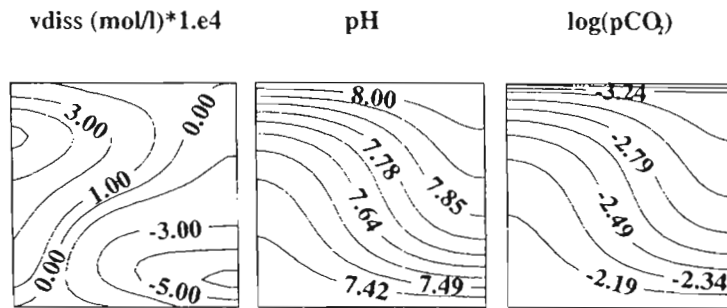 vdiss (mol/l)*1.e4 pH log(pCO₂)
3.00 0.00 1.00 -3.00 0.00 -5.00
8.00 7.78 7.85 7.64 7.42 7.49
-3.24 -2.79 -2.49 -2.19 -2.34